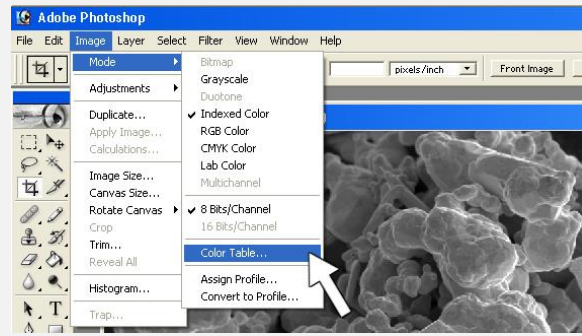 Adobe Photoshop
File Edit Image Layer Select Filter View Window Help
pixels/inch Front Image
Mode
Adjustments
Duplicate...
Apply Image...
Calculations...
Image Size...
Canvas Size...
Rotate Canvas
Crop
Trim...
Reveal All
Histogram...
Trap...
Bitmap
Grayscale
Duotone
Indexed Color
RGB Color
CMYK Color
Lab Color
Multichannel
8 Bits/Channel
16 Bits/Channel
Color Table...
Assign Profile...
Convert to Profile...